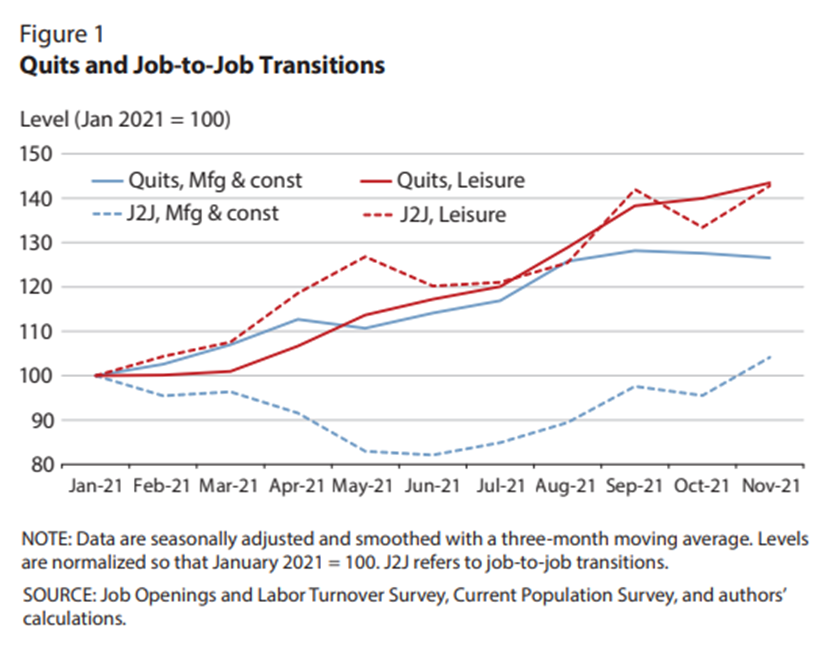 Figure 1
Quits and Job-to-Job Transitions
Level (Jan 2021 = 100)
150
Quits, Mfg & const
Quits, Leisure
140
J2J, Mfg & const
J2J, Leisure
130
120
110
100
90
80
Jan-21 Feb-21 Mar-21 Apr-21 May-21 Jun-21 Jul-21 Aug-21 Sep-21 Oct-21 Nov-21
NOTE: Data are seasonally adjusted and smoothed with a three-month moving average. Levels
are normalized so that January 2021 = 100. J2J refers to job-to-job transitions.
SOURCE: Job Openings and Labor Turnover Survey, Current Population Survey, and authors’
calculations.